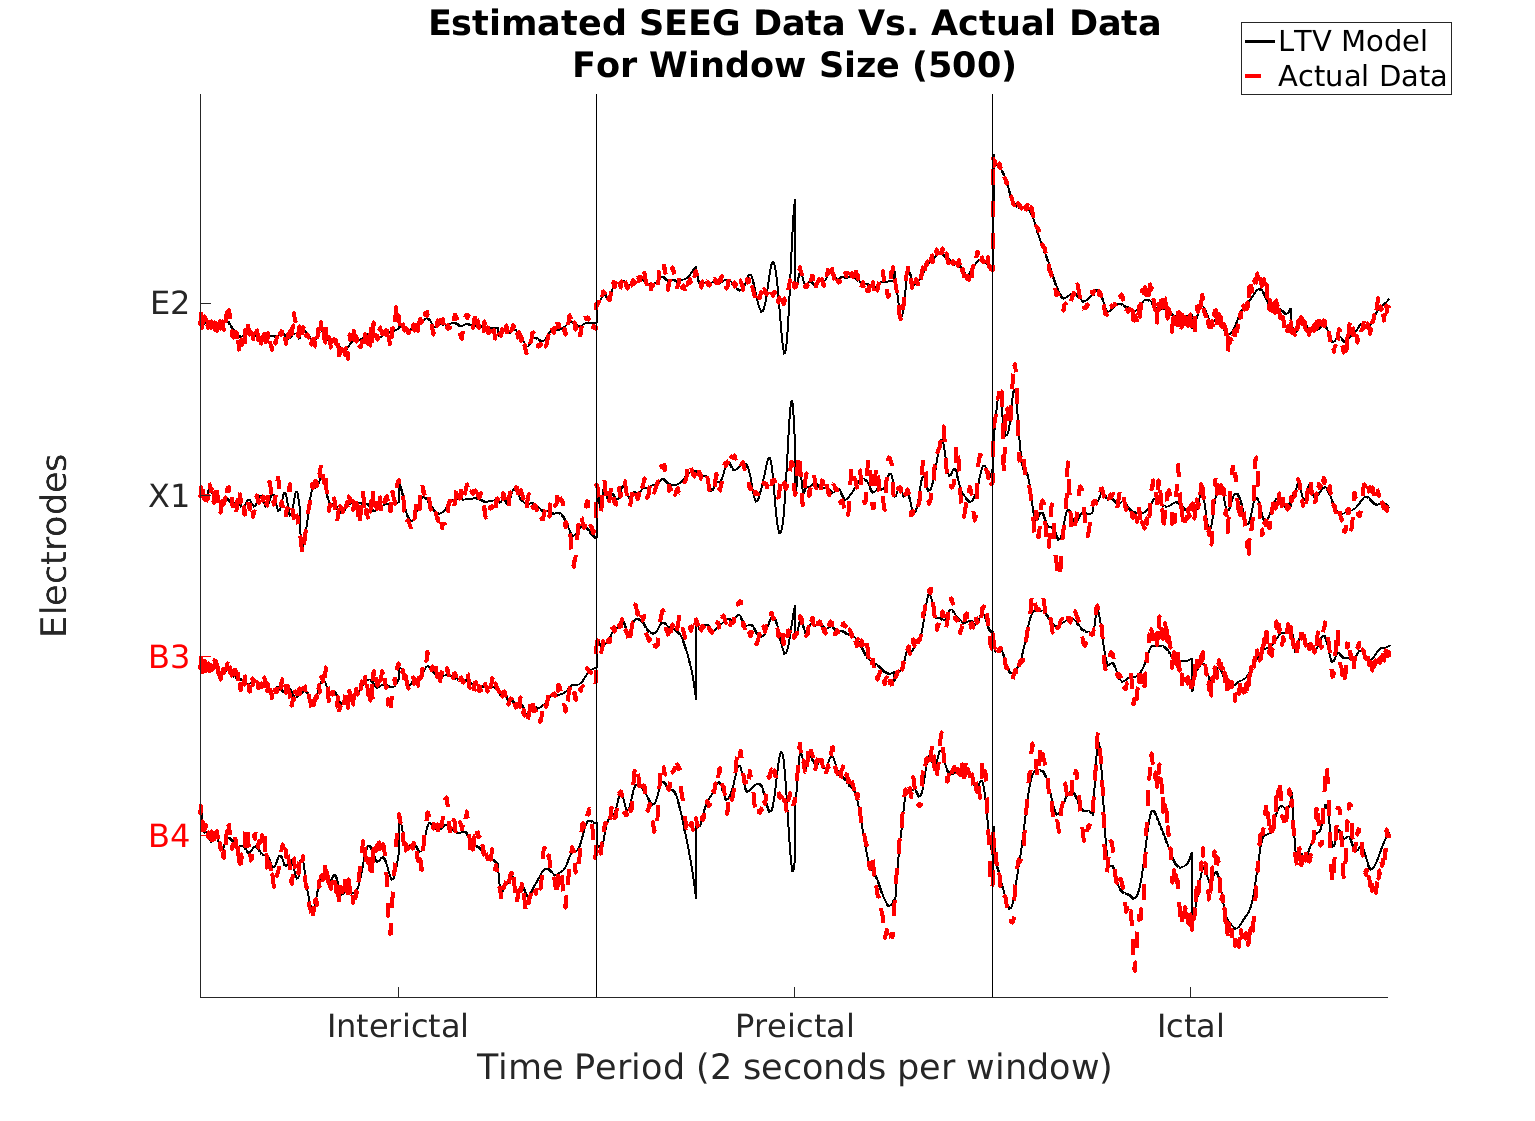 Estimated SEEG Data Vs. Actual Data
For Window Size (500)
LTV Model
Actual Data
E2
X1
B3
B4
Electrodes
Interictal
Preictal
Ictal
Time Period (2 seconds per window)